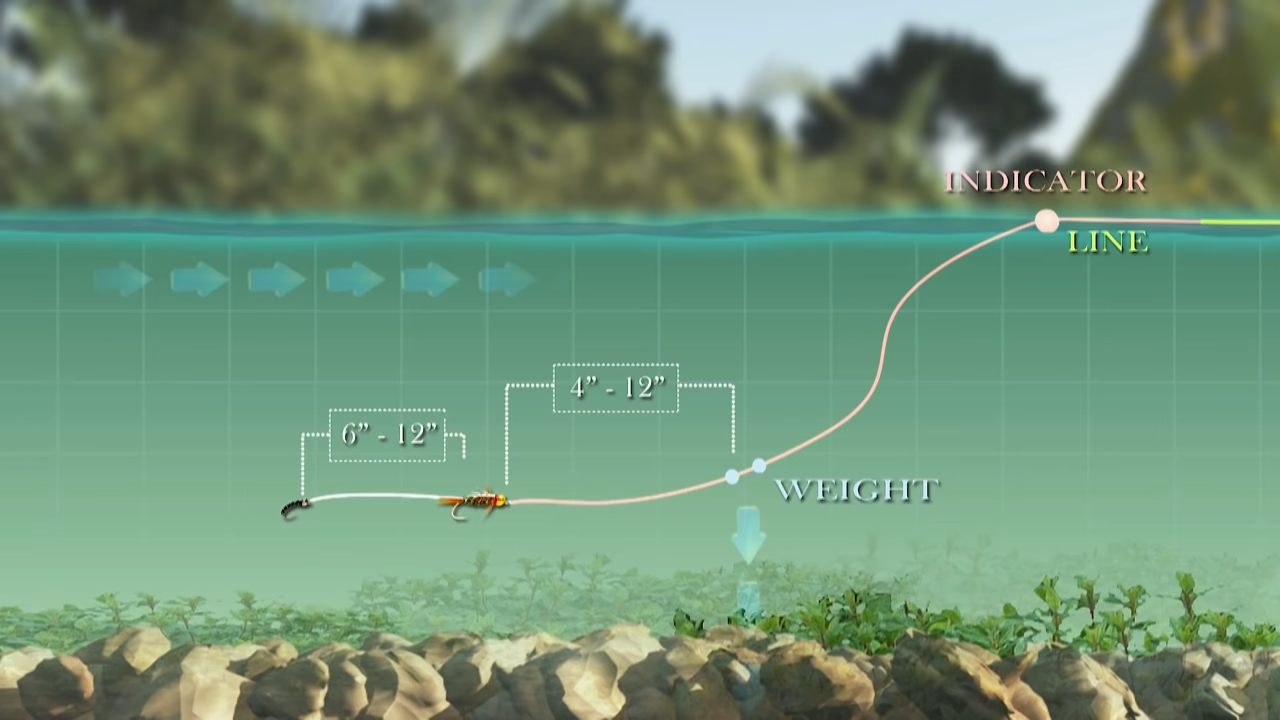 INDICATOR
LINE
4” - 12”
6” - 12”
WEIGHT